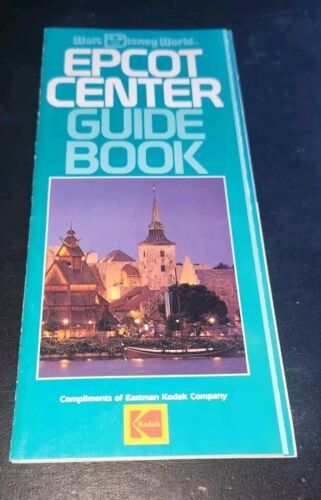 Walt Disney World®
EPCOT
CENTER
GUIDE
BOOK
Compliments of Eastman Kodak Company
Kodak